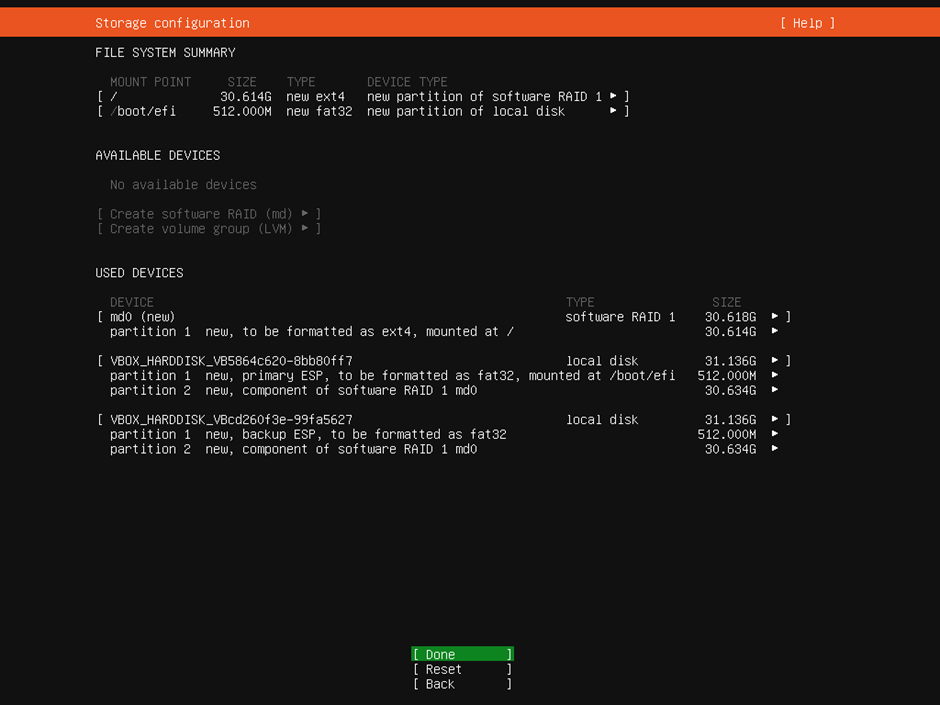 Storage configuration [ Help ]
FILE SYSTEM SUMMARY
MOUNT POINT SIZE TYPE DEVICE TYPE
[ / 30.614G new ext4 new partition of software RAID 1 ▸ ]
[ /boot/efi 512.000M new fat32 new partition of local disk ▸ ]
AVAILABLE DEVICES
No available devices
[ Create software RAID (md) ▸ ]
[ Create volume group (LVM) ▸ ]
USED DEVICES
DEVICE TYPE SIZE
[ md0 (new) software RAID 1 30.618G ▸ ]
partition 1 new, to be formatted as ext4, mounted at / 30.614G ▸
[ VBOX_HARDDISK_VB5864c620-8bb80ff7 local disk 31.136G ▸ ]
partition 1 new, primary ESP, to be formatted as fat32, mounted at /boot/efi 512.000M ▸
partition 2 new, component of software RAID 1 md0 30.634G ▸
[ VBOX_HARDDISK_VBcd260f3e-99fa5627 local disk 31.136G ▸ ]
partition 1 new, backup ESP, to be formatted as fat32 512.000M ▸
partition 2 new, component of software RAID 1 md0 30.634G ▸
[ Done ]
[ Reset ]
[ Back ]